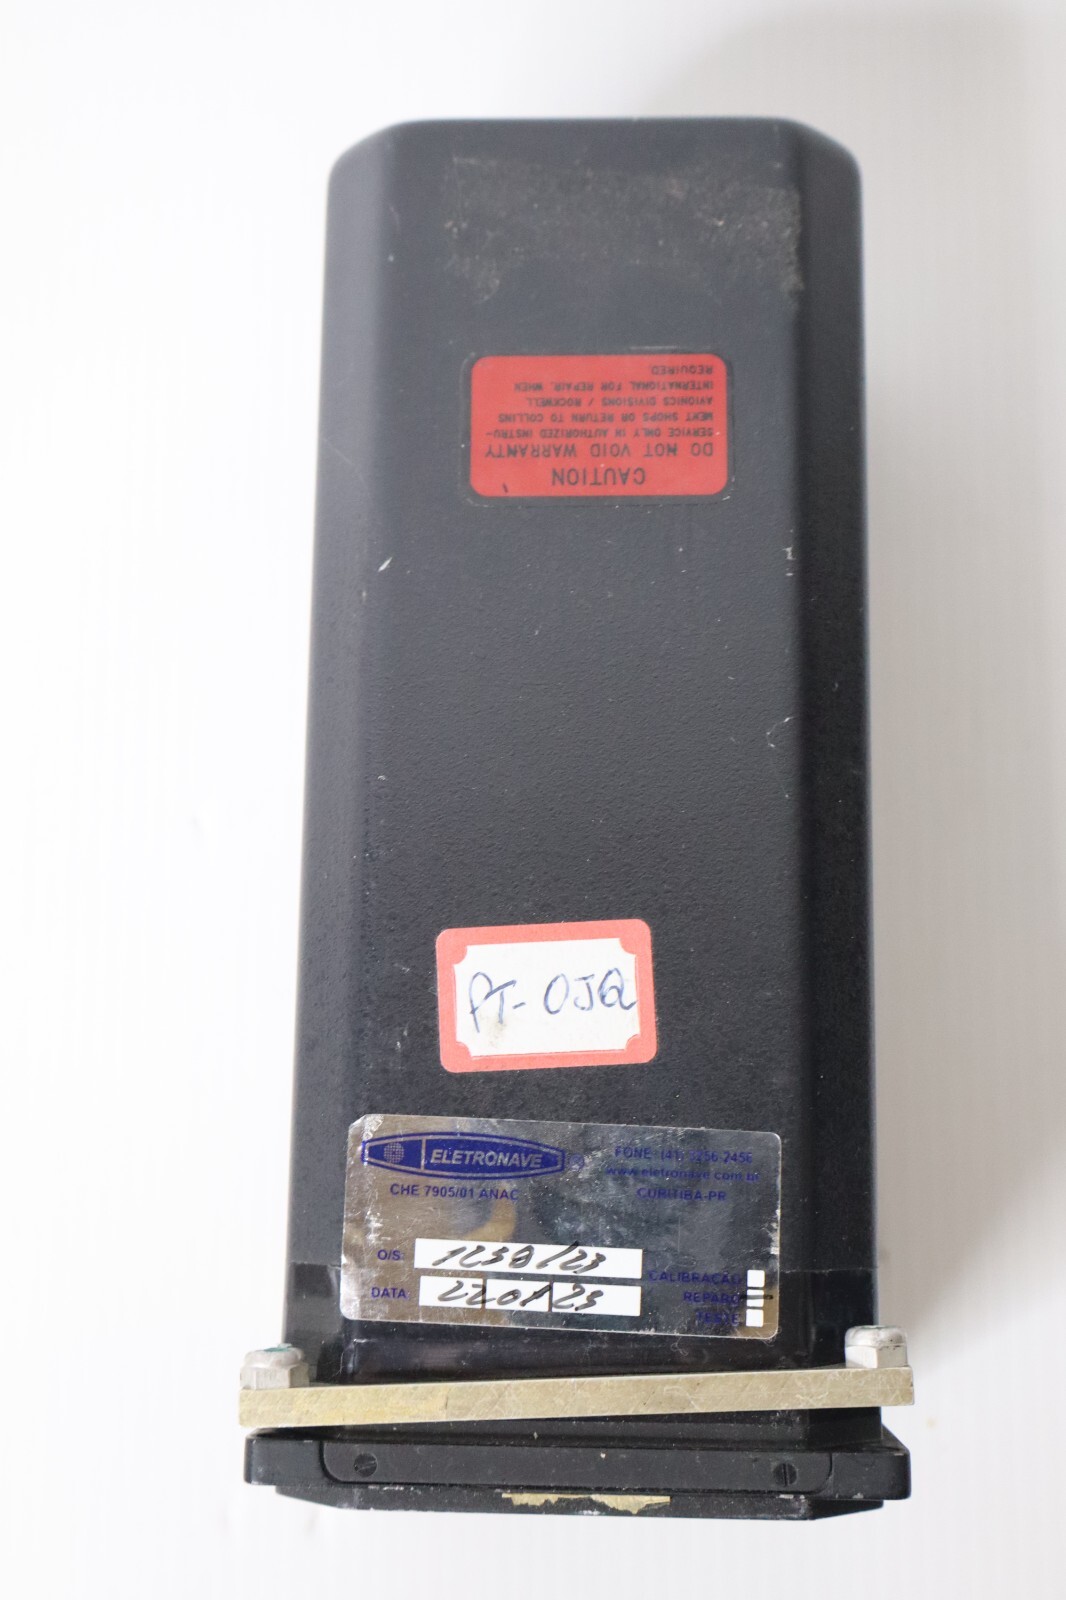 CAUTION
DO NOT VOID WARRANTY
SERVICE ONLY IN AUTHORIZED INSTRU-
MENT SHOPS OR RETURN TO COLLINS
AVIONICS DIVISIONS / ROCKWELL
INTERNATIONAL FOR REPAIR, WHEN
REQUIRED.
PT-OJQ
ELETRONAVE
CHE 7905/01 ANAC
FONE: (41) 3256 2456
www.eletronave.com.br
CURITIBA-PR
O/S 1238/23
DATA
CALIBRAÇÃO
REPARO
TESTE